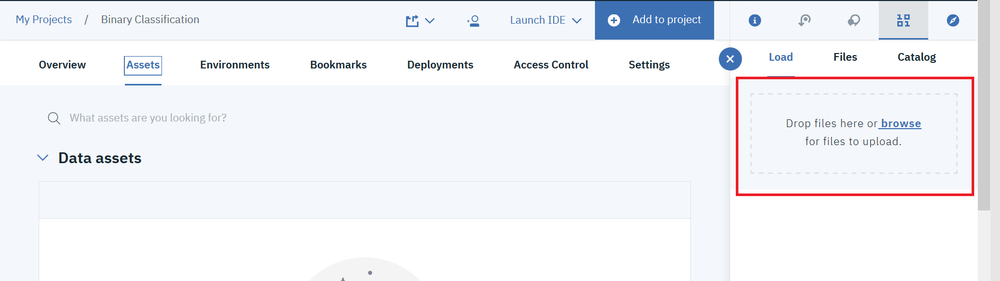 My Projects / Binary Classification Launch IDE Add to project
Overview Assets Environments Bookmarks Deployments Access Control Settings
Load Files Catalog
What assets are you looking for?
Data assets
Drop files here or browse
for files to upload.